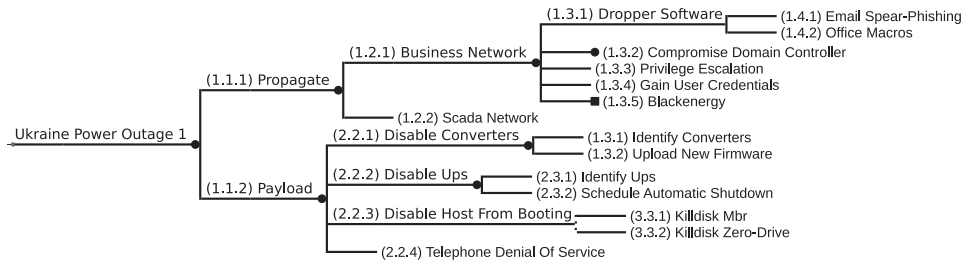 (1.3.1) Dropper Software
(1.4.1) Email Spear-Phishing
(1.4.2) Office Macros
(1.2.1) Business Network
(1.3.2) Compromise Domain Controller
(1.3.3) Privilege Escalation
(1.3.4) Gain User Credentials
(1.3.5) Blackenergy
(1.1.1) Propagate
(1.2.2) Scada Network
Ukraine Power Outage 1
(2.2.1) Disable Converters
(1.3.1) Identify Converters
(1.3.2) Upload New Firmware
(2.2.2) Disable Ups
(2.3.1) Identify Ups
(2.3.2) Schedule Automatic Shutdown
(1.1.2) Payload
(2.2.3) Disable Host From Booting
(3.3.1) Killdisk Mbr
(3.3.2) Killdisk Zero-Drive
(2.2.4) Telephone Denial Of Service